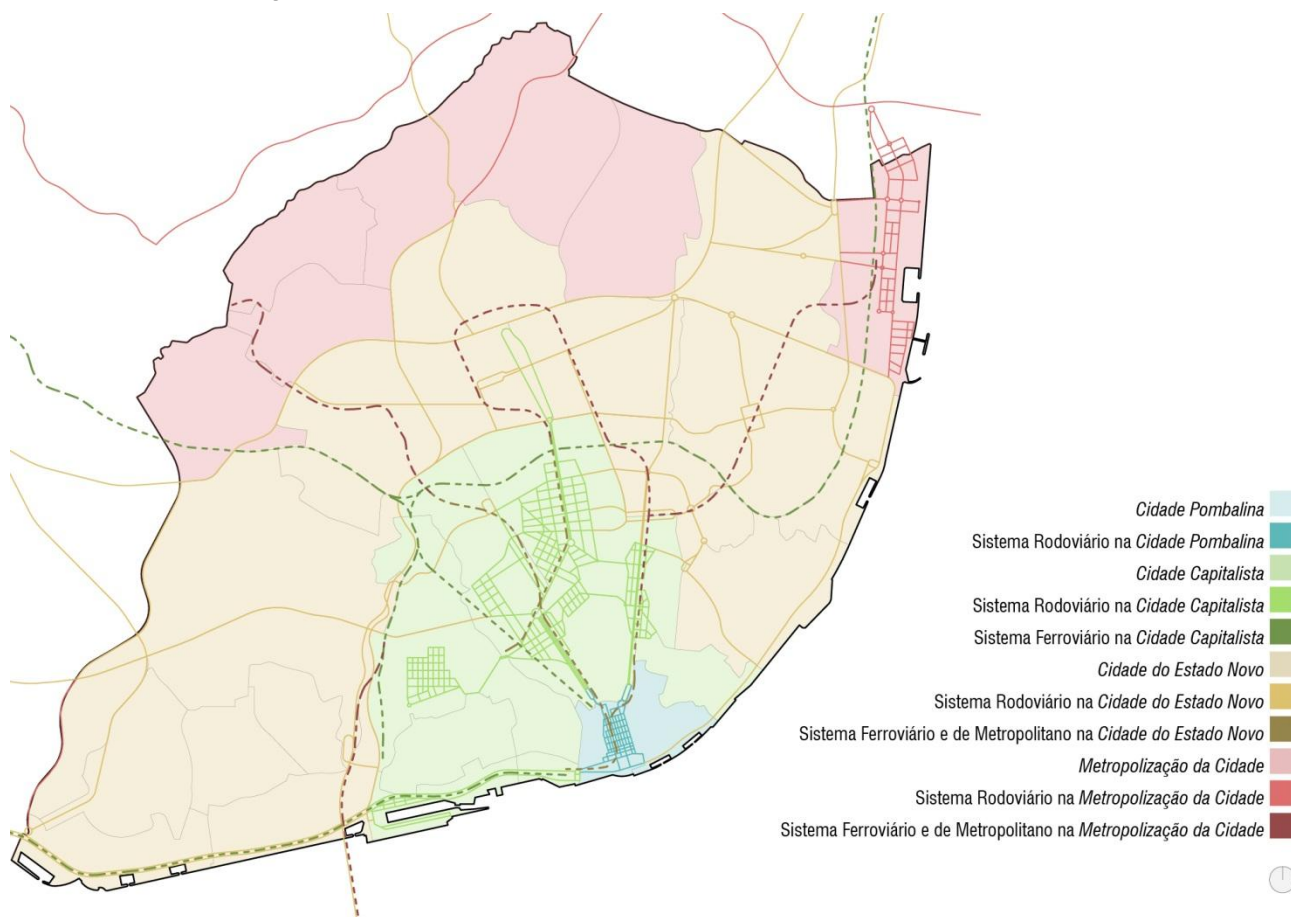 Cidade Pombalina
Sistema Rodoviário na Cidade Pombalina
Cidade Capitalista
Sistema Rodoviário na Cidade Capitalista
Sistema Ferroviário na Cidade Capitalista
Cidade do Estado Novo
Sistema Rodoviário na Cidade do Estado Novo
Sistema Ferroviário e de Metropolitano na Cidade do Estado Novo
Metropolização da Cidade
Sistema Rodoviário na Metropolização da Cidade
Sistema Ferroviário e de Metropolitano na Metropolização da Cidade